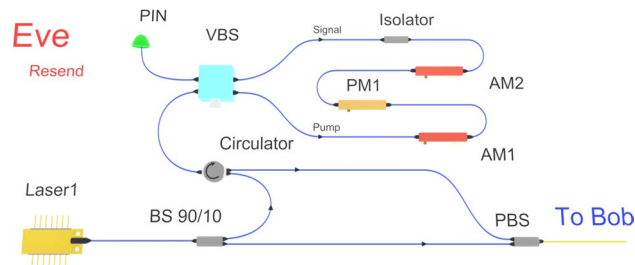 Eve
Resend
PIN
VBS
Signal
Isolator
AM2
PM1
Pump
AM1
Circulator
Laser1
BS 90/10
PBS
To Bob